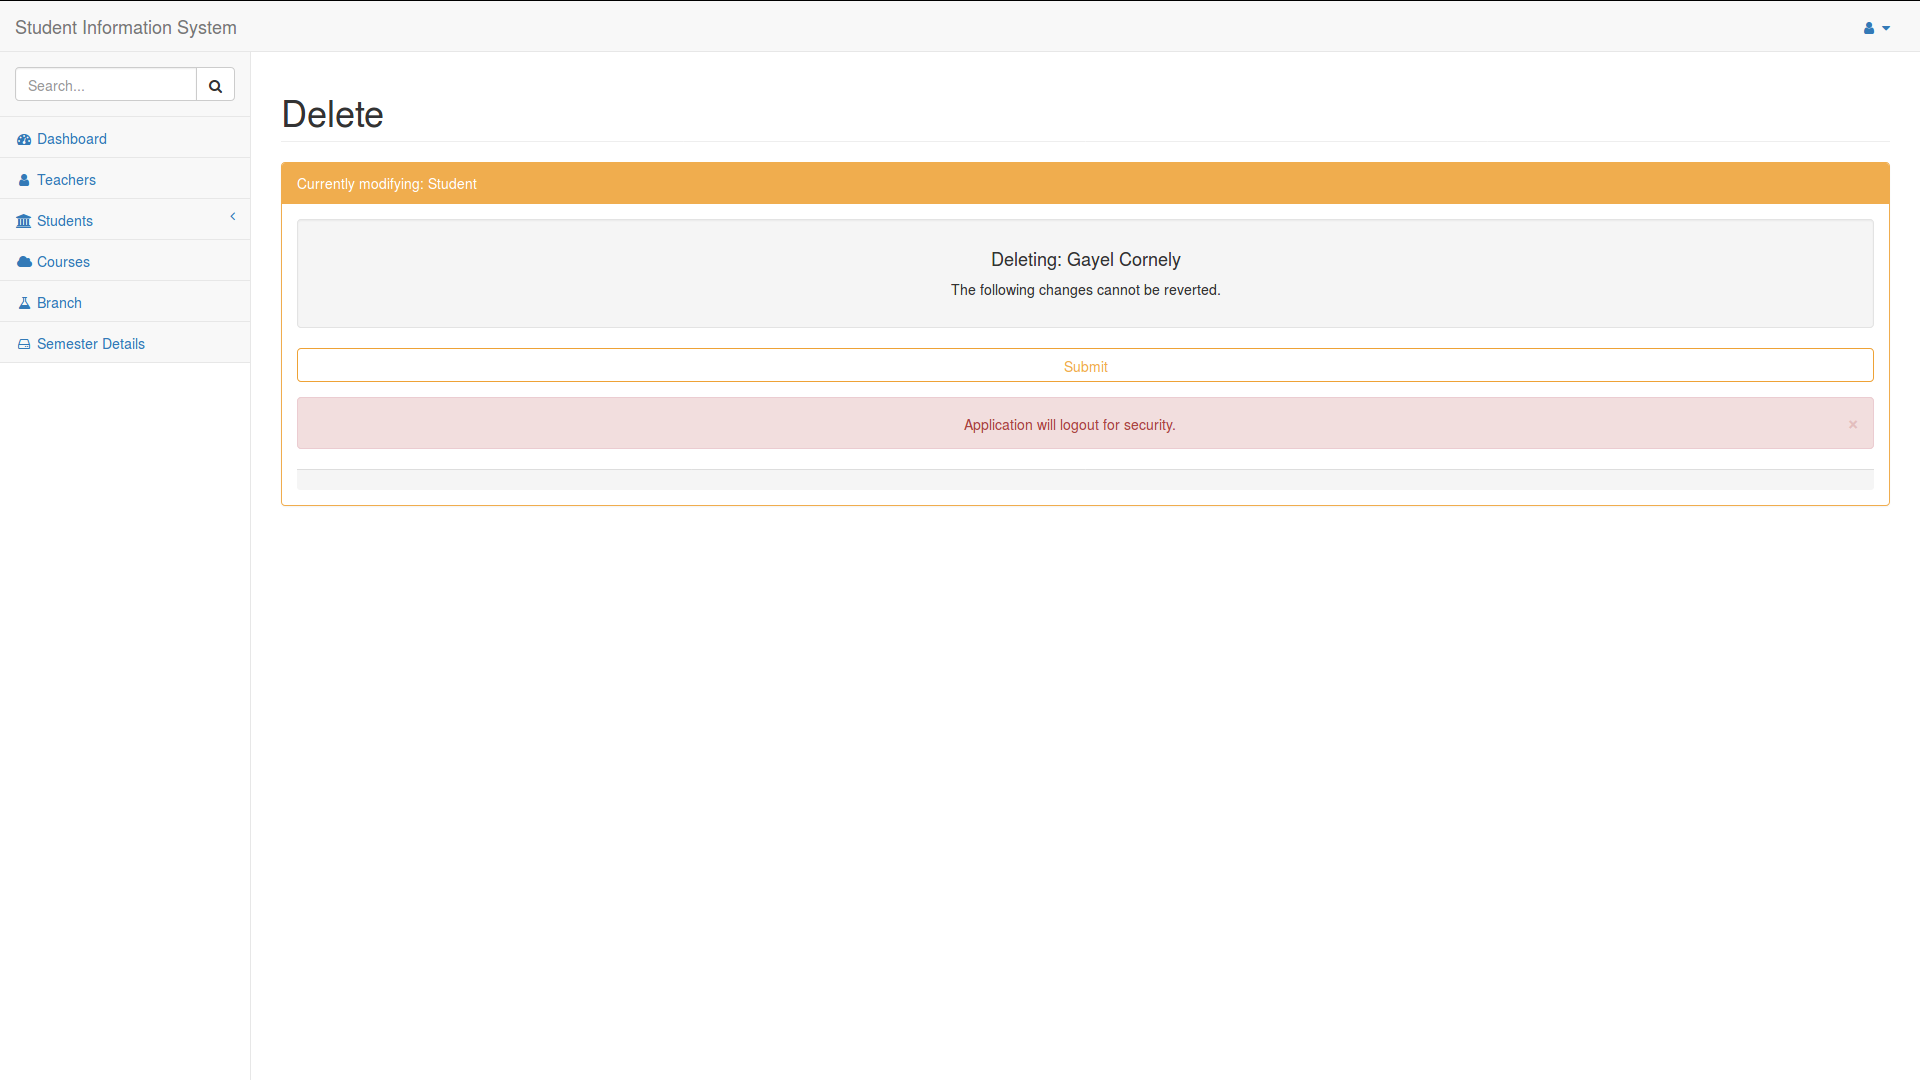 Student Information System
Search...
Dashboard
Teachers
Students
Courses
Branch
Semester Details
Delete
Currently modifying: Student
Deleting: Gayel Cornely
The following changes cannot be reverted.
Submit
Application will logout for security.
×